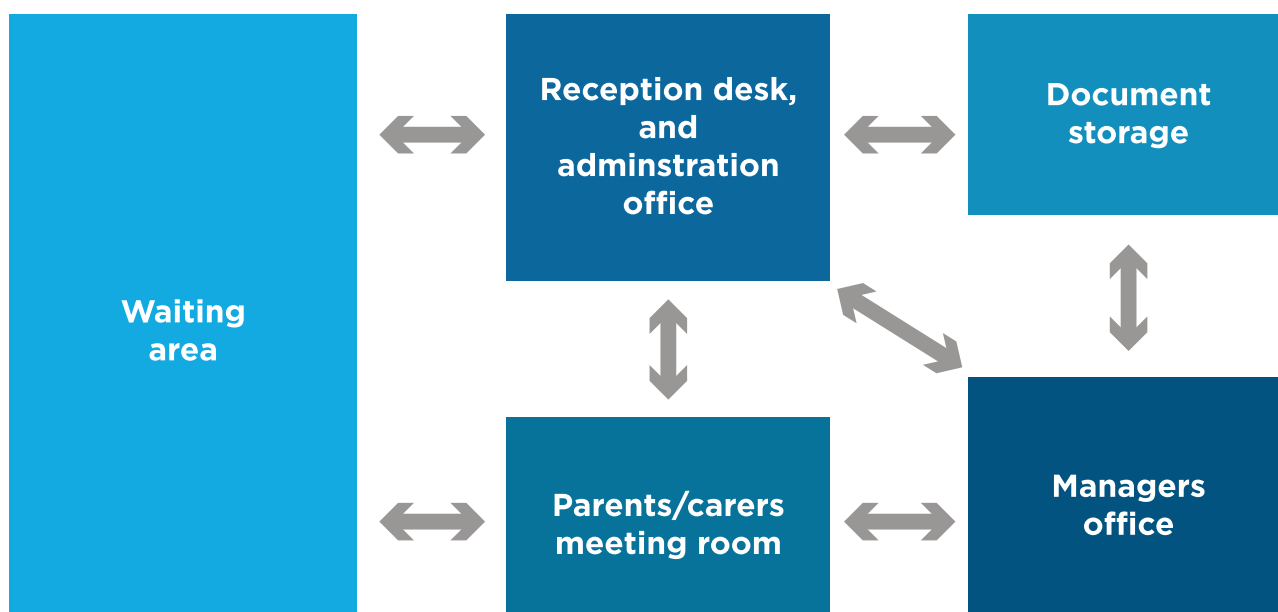 Waiting
area
Reception desk,
and
adminstration
office
Document
storage
Parents/carers
meeting room
Managers
office